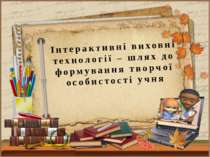 Інтерактивні виховні
технології – шлях до
формування творчої
особистості учня